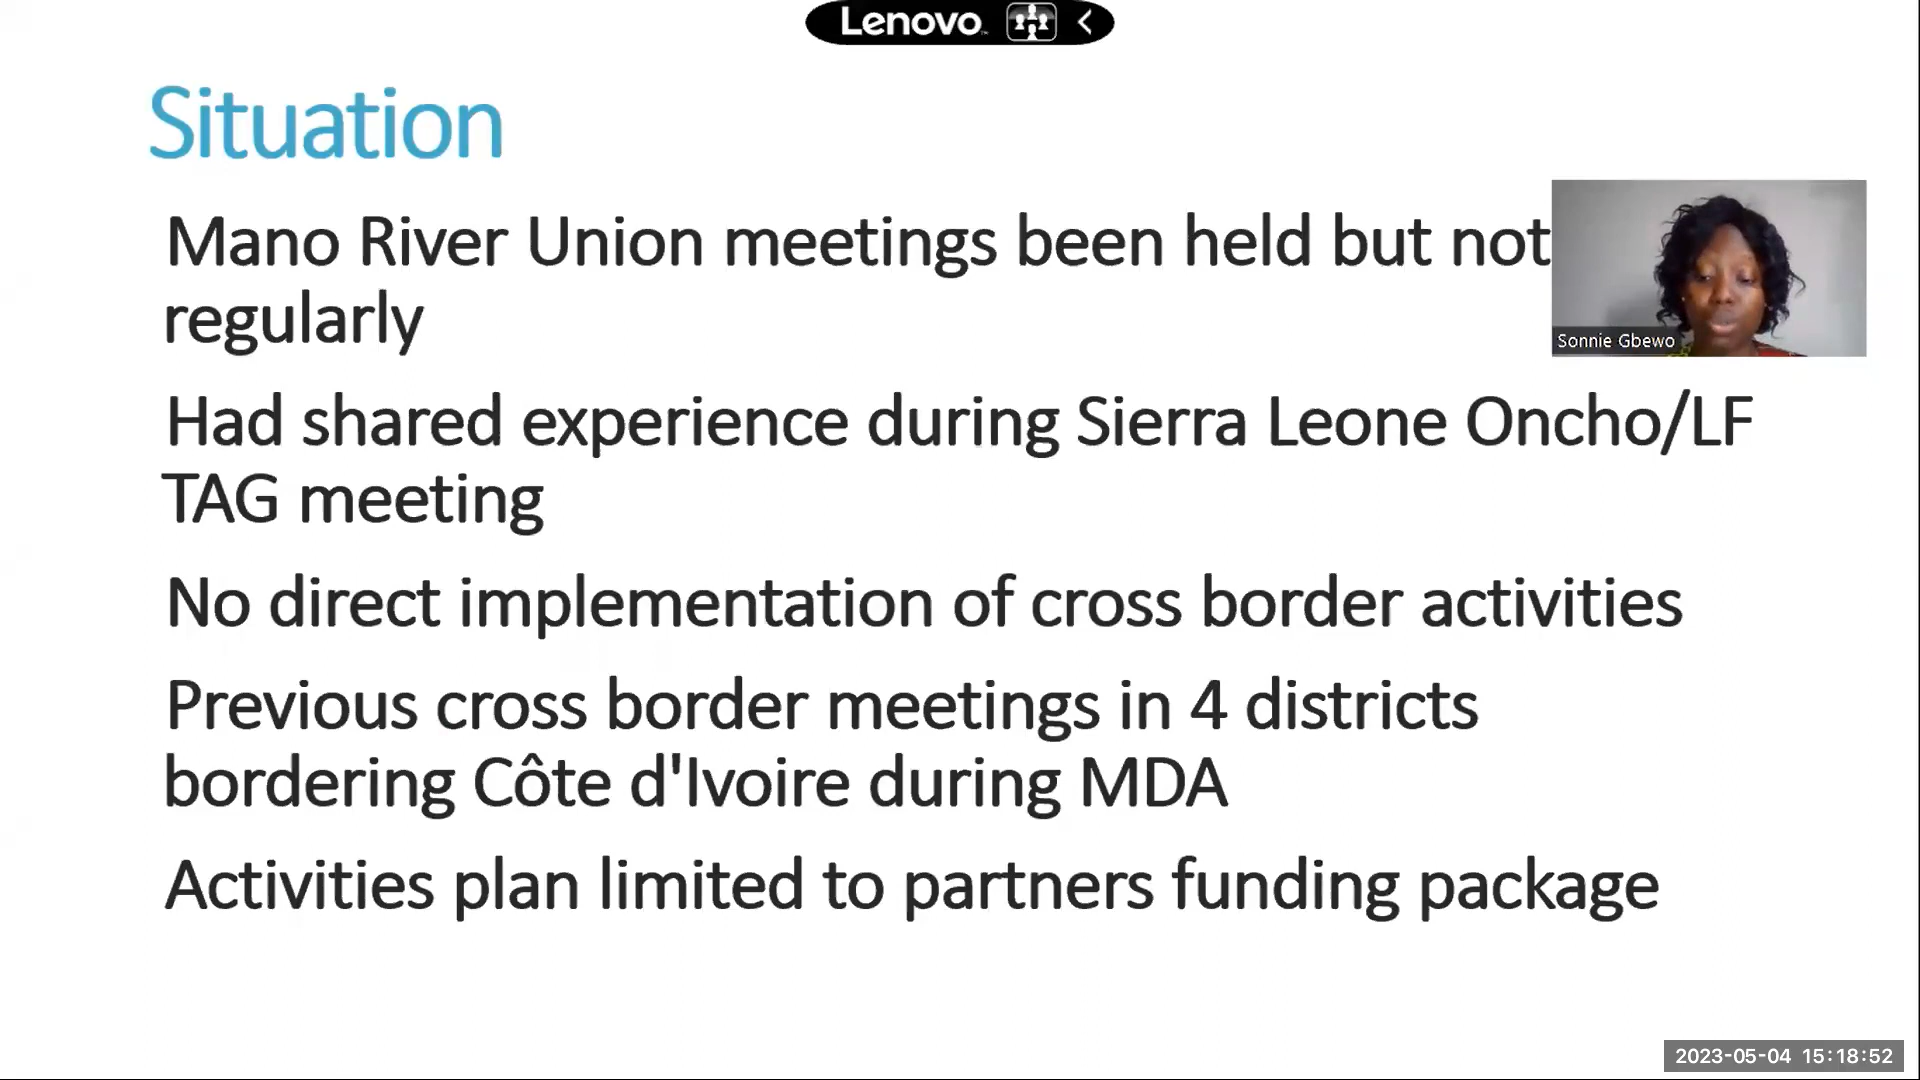 Lenovo
Situation
Mano River Union meetings been held but not
regularly
Sonnie Gbewo
Had shared experience during Sierra Leone Oncho/LF
TAG meeting
No direct implementation of cross border activities
Previous cross border meetings in 4 districts
bordering Côte d'Ivoire during MDA
Activities plan limited to partners funding package
2023-05-04 15:18:52